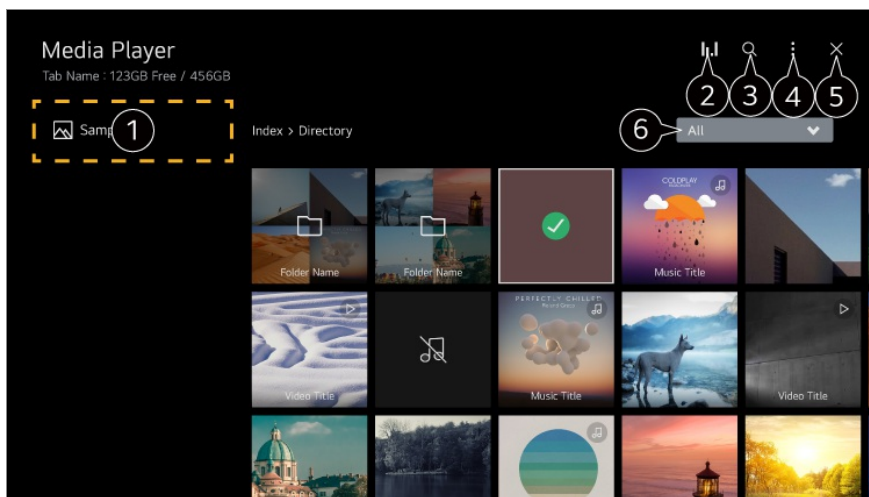 Media Player
Tab Name : 123GB Free / 456GB
2
3
4
5
1
Index > Directory
6
All
COLDPLAY
Folder Name
Folder Name
Music Title
PERFECTLY CHILLED
Video Title
Music Title
Video Title